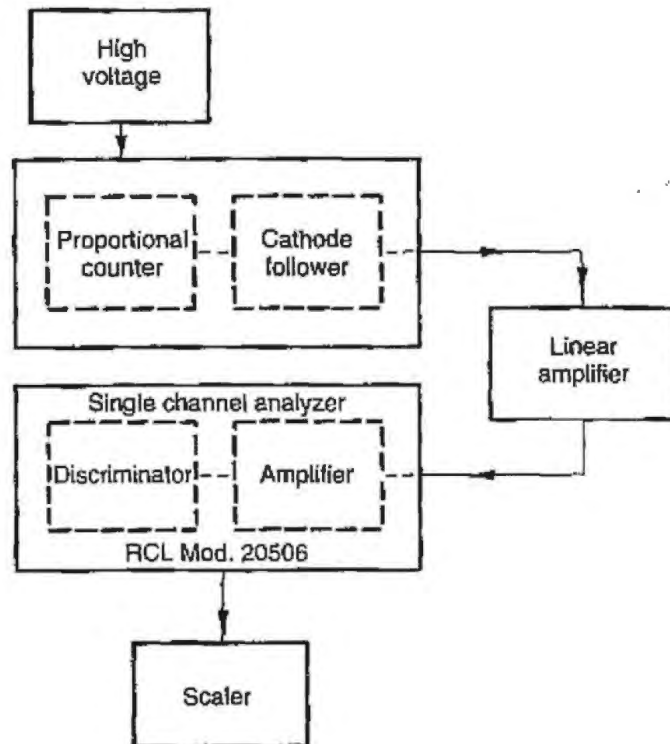 High
voltage
Proportional
counter
Cathode
follower
Linear
amplifier
Single channel analyzer
Discriminator
Amplifier
RCL Mod. 20506
Scaler